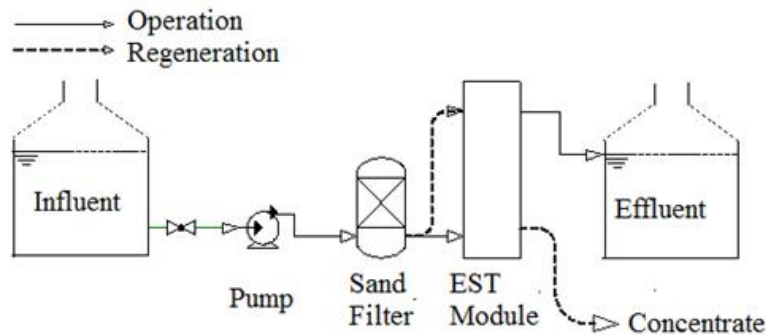 Operation
Regeneration
Influent
Effluent
Pump
Sand
Filter
EST
Module
Concentrate